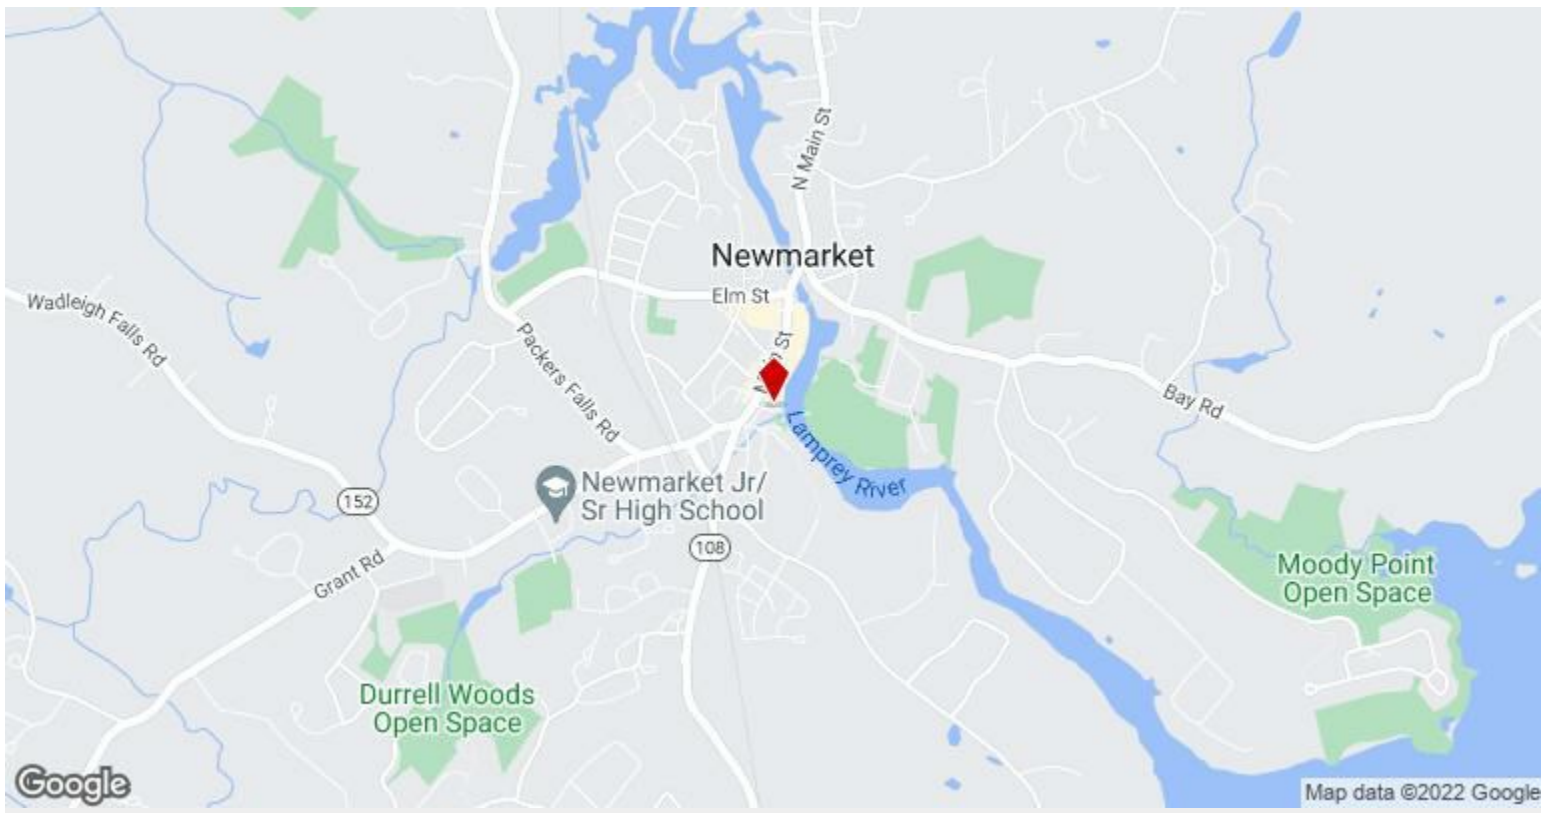 N Main St
Newmarket
Elm St
Wadleigh Falls Rd
Packers Falls Rd
St
Bay Rd
Lamprey River
Newmarket Jr/
Sr High School
152
108
Grant Rd
Moody Point
Open Space
Durrell Woods
Open Space
Google
Map data ©2022 Google